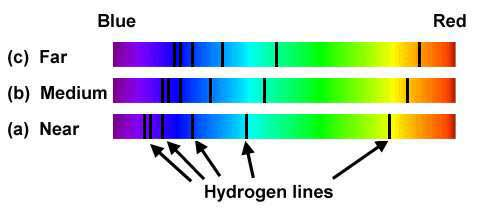 Blue Red
(c) Far
(b) Medium
(a) Near
Hydrogen lines